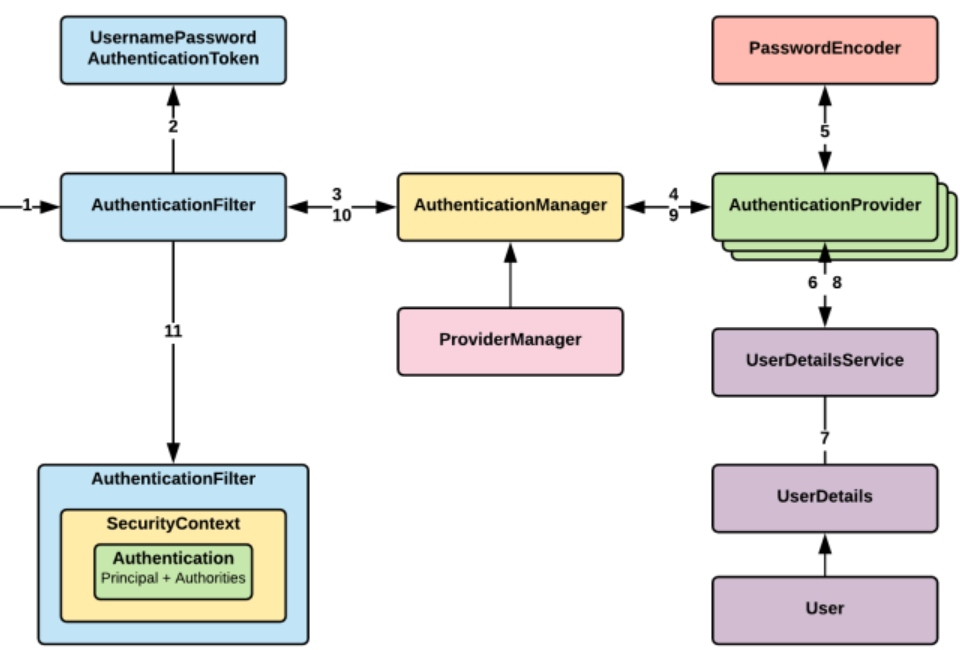 UsernamePassword
AuthenticationToken
PasswordEncoder
2
5
1
AuthenticationFilter
3
10
AuthenticationManager
4
9
AuthenticationProvider
6 8
11
ProviderManager
UserDetailsService
7
AuthenticationFilter
SecurityContext
Authentication
Principal + Authorities
UserDetails
User